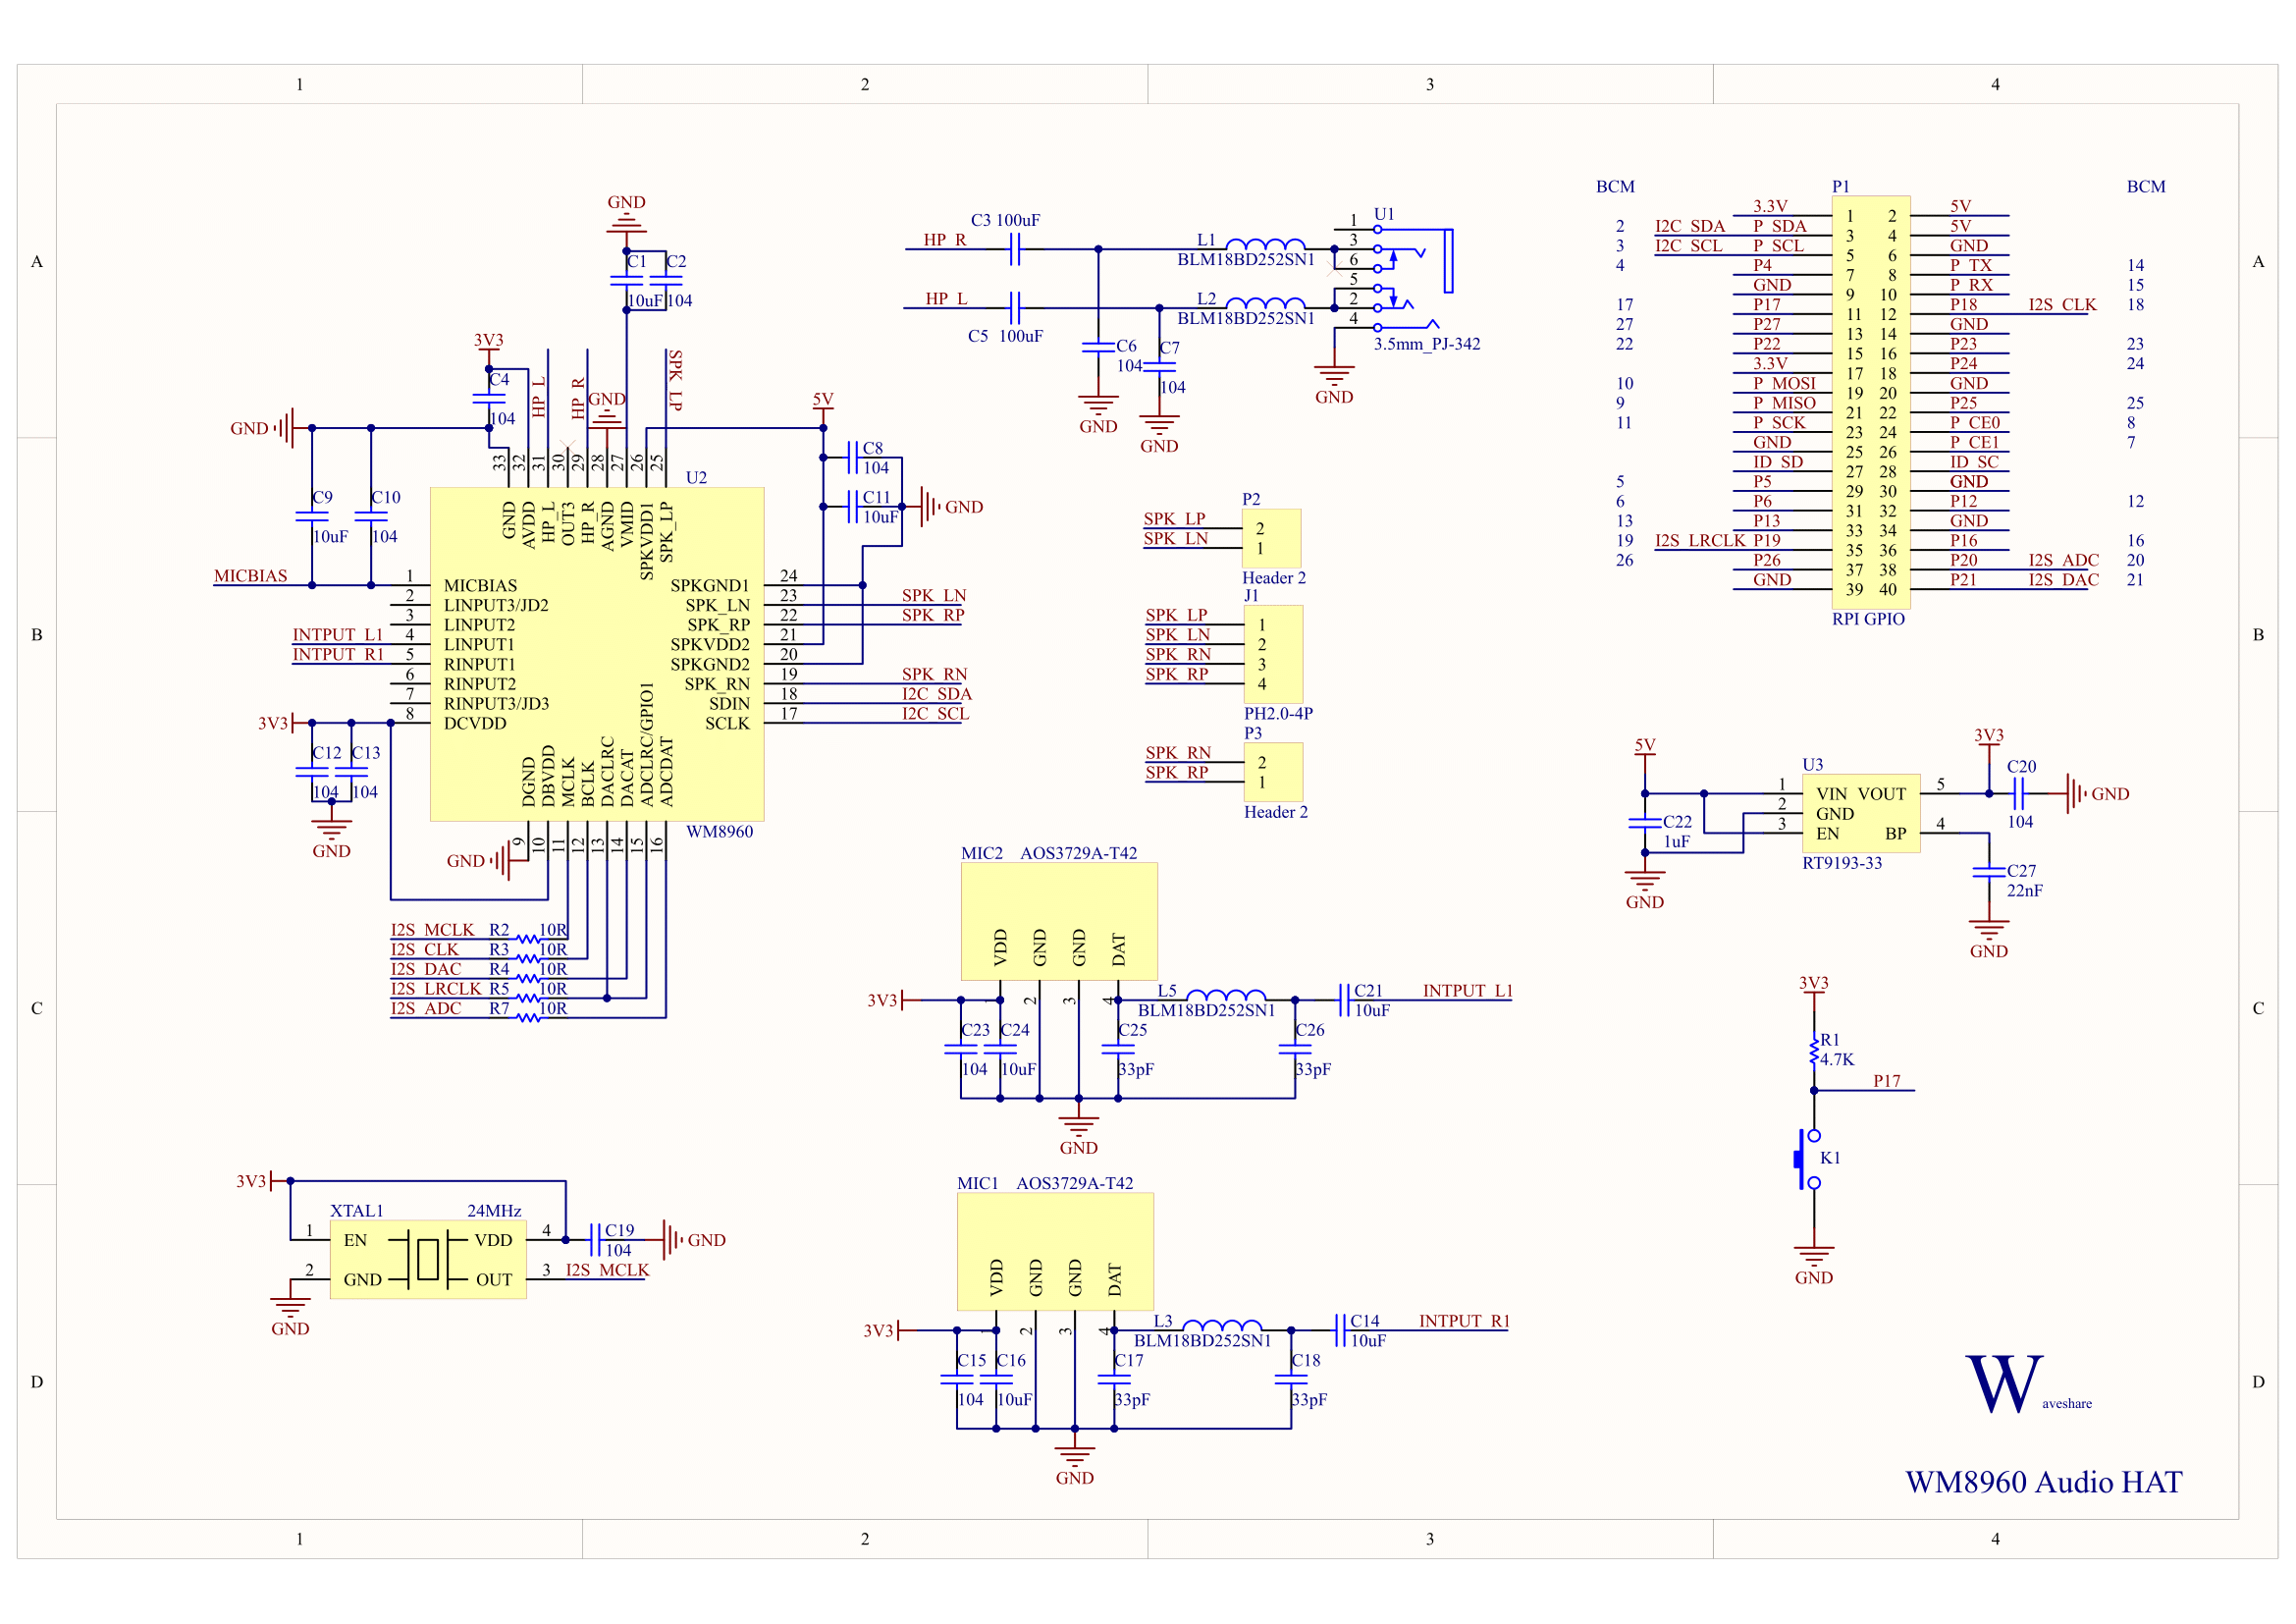 1 2 3 4
A A
B B
C C
D D
1 2 3 4
GND
C1 C2
10uF 104
3V3
C4
104
HP_L
HP_R
GND
SPK_LP
5V
GND
C8
104
C11
10uF
GND
C9
10uF
C10
104
33 32 31 30 29 28 27 26 25
U2
GND AVDD HP_L OUT3 HP_R AGND VMID SPKVDD1 SPK_LP
MICBIAS 1 MICBIAS
2 LINPUT3/JD2
3 LINPUT2
INTPUT_L1 4 LINPUT1
INTPUT_R1 5 RINPUT1
6 RINPUT2
7 RINPUT3/JD3
3V3 8 DCVDD
SPKGND1 24
SPK_LN 23 SPK_LN
SPK_RP 22 SPK_RP
SPKVDD2 21
SPKGND2 20
SPK_RN 19 SPK_RN
SDIN 18 I2C_SDA
SCLK 17 I2C_SCL
C12 C13
104 104
GND
DGND DBVDD MCLK BCLK DACLRC DACAT ADCLRC/GPIO1 ADCDAT
9 10 11 12 13 14 15 16
WM8960
GND
I2S_MCLK R2 10R
I2S_CLK R3 10R
I2S_DAC R4 10R
I2S_LRCLK R5 10R
I2S_ADC R7 10R
3V3
XTAL1 24MHz
1 EN VDD 4
2 GND OUT 3
C19
104
GND
I2S_MCLK
GND
C3 100uF
HP_R
L1
BLM18BD252SN1
HP_L
C5 100uF
L2
BLM18BD252SN1
C6
104
GND
C7
104
GND
U1
1
3
6
5
2
4
3.5mm_PJ-342
GND
P2
SPK_LP 2
SPK_LN 1
Header 2
J1
SPK_LP 1
SPK_LN 2
SPK_RN 3
SPK_RP 4
PH2.0-4P
P3
SPK_RN 2
SPK_RP 1
Header 2
MIC2 AOS3729A-T42
VDD GND GND DAT
1 2 3 4
3V3
L5
BLM18BD252SN1
C21
10uF
INTPUT_L1
C23 C24 C25 C26
104 10uF 33pF 33pF
GND
MIC1 AOS3729A-T42
VDD GND GND DAT
1 2 3 4
3V3
L3
BLM18BD252SN1
C14
10uF
INTPUT_R1
C15 C16 C17 C18
104 10uF 33pF 33pF
GND
BCM P1 BCM
3.3V 1 2 5V
2 I2C_SDA P_SDA 3 4 5V
3 I2C_SCL P_SCL 5 6 GND
4 P4 7 8 P_TX 14
GND 9 10 P_RX 15
17 P17 11 12 P18 I2S_CLK 18
27 P27 13 14 GND
22 P22 15 16 P23 23
3.3V 17 18 P24 24
10 P_MOSI 19 20 GND
9 P_MISO 21 22 P25 25
11 P_SCK 23 24 P_CE0 8
GND 25 26 P_CE1 7
ID_SD 27 28 ID_SC
5 P5 29 30 GND
6 P6 31 32 P12 12
13 P13 33 34 GND
19 I2S_LRCLK P19 35 36 P16 16
26 P26 37 38 P20 I2S_ADC 20
GND 39 40 P21 I2S_DAC 21
RPI GPIO
5V
U3
1 VIN VOUT 5
2 GND
3 EN BP 4
RT9193-33
C22
1uF
GND
3V3
C20
104
GND
C27
22nF
GND
3V3
R1
4.7K
P17
K1
GND
Waveshare
WM8960 Audio HAT